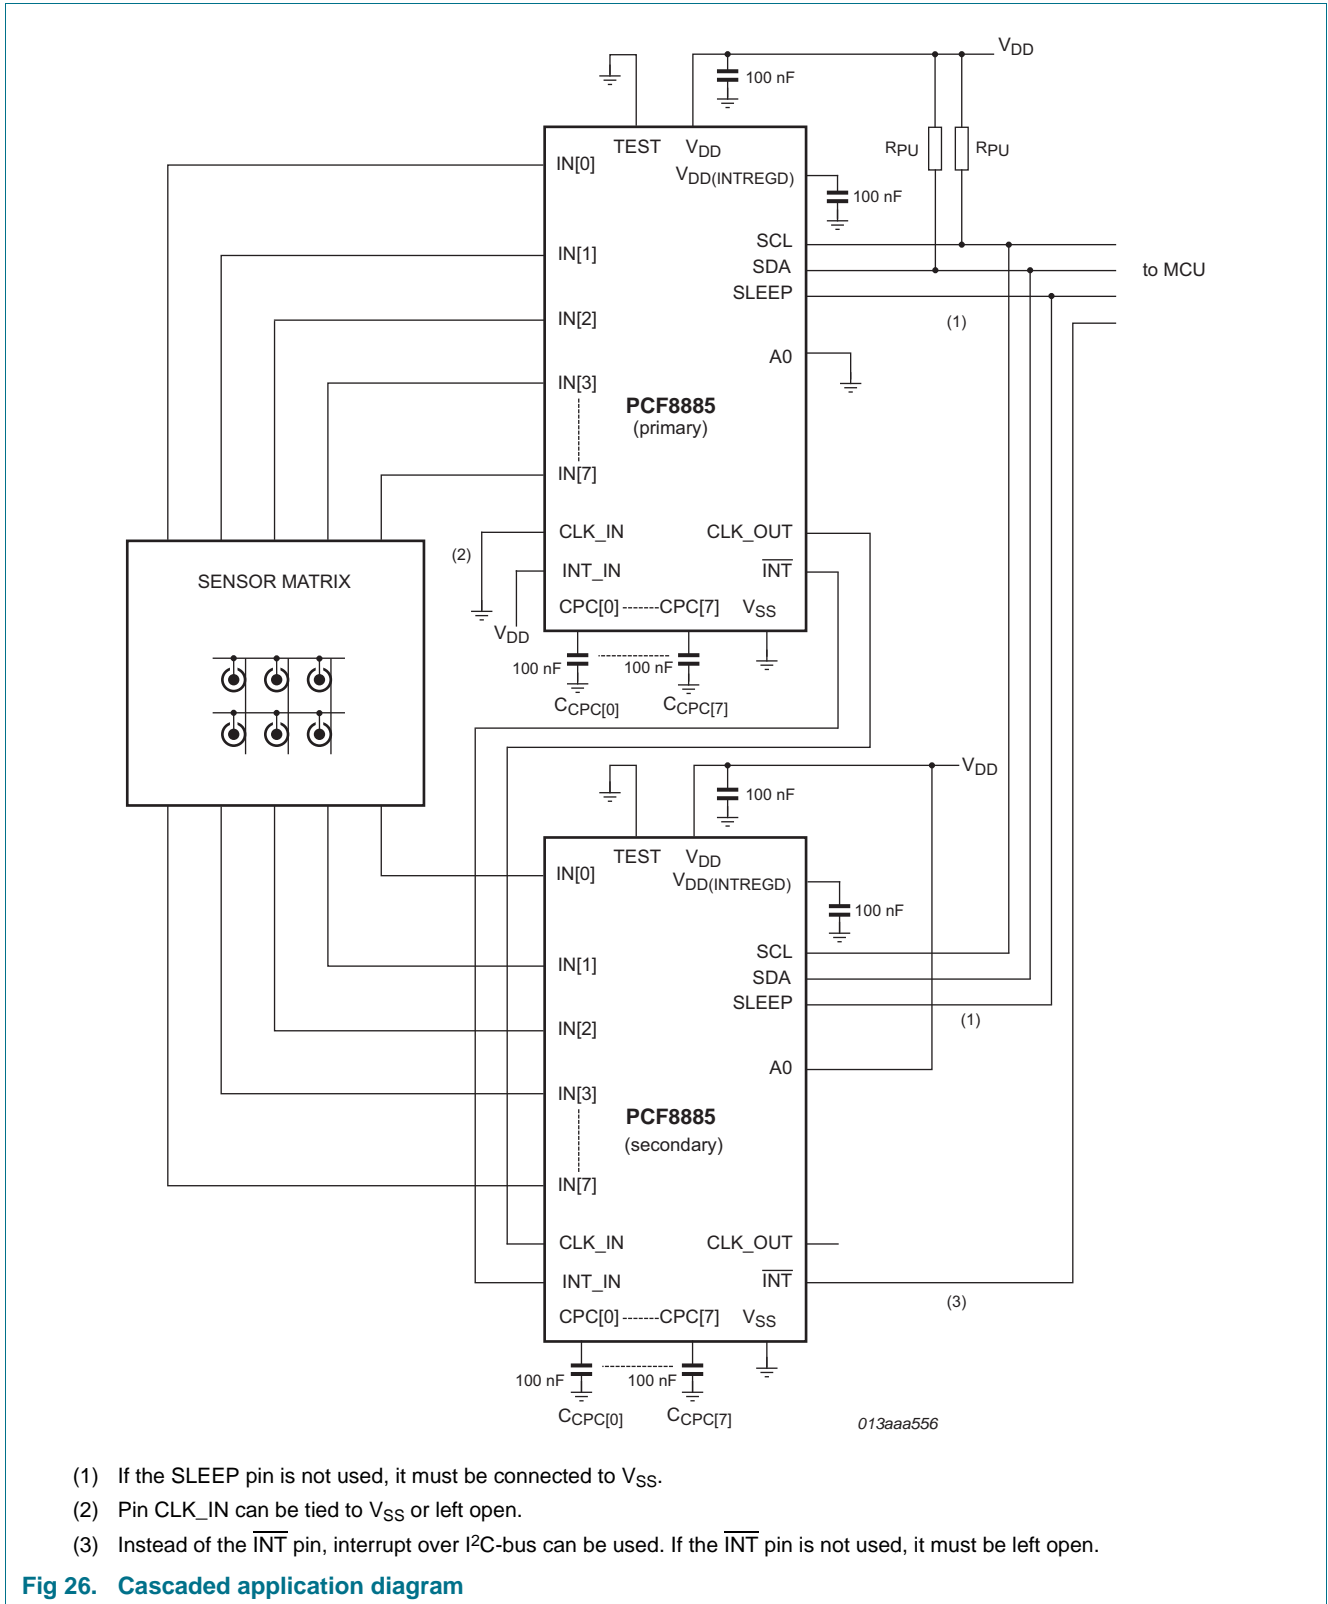 VDD
100 nF
TEST VDD
IN[0]
VDD(INTREGD)
RPU RPU
100 nF
SCL
IN[1]
SDA
to MCU
SLEEP
(1)
IN[2]
A0
IN[3]
PCF8885
(primary)
IN[7]
CLK_IN CLK_OUT
(2)
INT_IN INT
SENSOR MATRIX
CPC[0] CPC[7] VSS
VDD
100 nF 100 nF
CCPC[0] CCPC[7]
VDD
100 nF
TEST VDD
IN[0]
VDD(INTREGD)
100 nF
SCL
IN[1]
SDA
SLEEP
(1)
IN[2]
A0
IN[3]
PCF8885
(secondary)
IN[7]
CLK_IN CLK_OUT
INT_IN INT
(3)
CPC[0] CPC[7] VSS
100 nF 100 nF
CCPC[0] CCPC[7]
013aaa556
(1) If the SLEEP pin is not used, it must be connected to VSS.
(2) Pin CLK_IN can be tied to VSS or left open.
(3) Instead of the INT pin, interrupt over I2C-bus can be used. If the INT pin is not used, it must be left open.
Fig 26. Cascaded application diagram